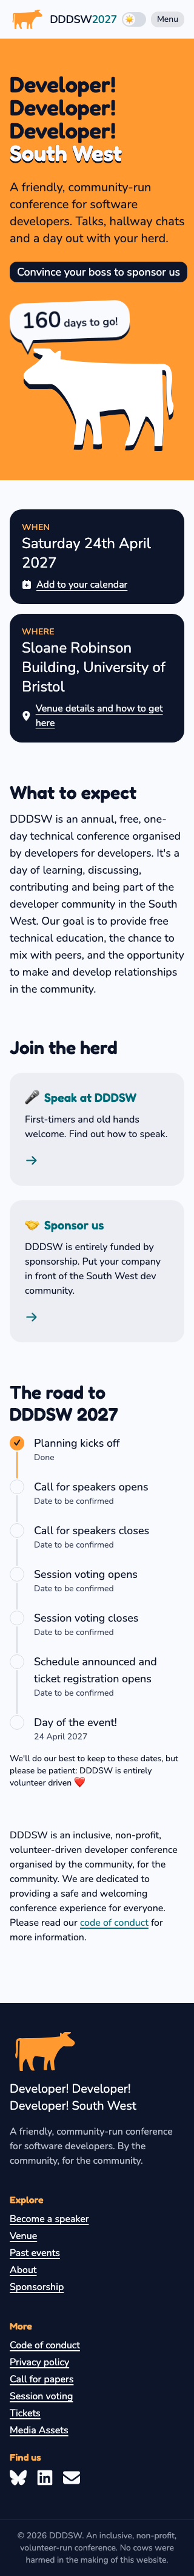 DDDSW2027
Menu
Developer!
Developer!
Developer!
South West
A friendly, community-run
conference for software
developers. Talks, hallway chats
and a day out with your herd.
Convince your boss to sponsor us
160 days to go!
WHEN
Saturday 24th April
2027
Add to your calendar
WHERE
Sloane Robinson
Building, University of
Bristol
Venue details and how to get
here
What to expect
DDDSW is an annual, free, one-
day technical conference organised
by developers for developers. It's a
day of learning, discussing,
contributing and being part of the
developer community in the South
West. Our goal is to provide free
technical education, the chance to
mix with peers, and the opportunity
to make and develop relationships
in the community.
Join the herd
🎤 Speak at DDDSW
First-timers and old hands
welcome. Find out how to speak.
→
🤝 Sponsor us
DDDSW is entirely funded by
sponsorship. Put your company
in front of the South West dev
community.
→
The road to
DDDSW 2027
Planning kicks off
Done
Call for speakers opens
Date to be confirmed
Call for speakers closes
Date to be confirmed
Session voting opens
Date to be confirmed
Session voting closes
Date to be confirmed
Schedule announced and
ticket registration opens
Date to be confirmed
Day of the event!
24 April 2027
We'll do our best to keep to these dates, but
please be patient: DDDSW is entirely
volunteer driven ❤️
DDDSW is an inclusive, non-profit,
volunteer-driven developer conference
organised by the community, for the
community. We are dedicated to
providing a safe and welcoming
conference experience for everyone.
Please read our code of conduct for
more information.
Developer! Developer!
Developer! South West
A friendly, community-run conference
for software developers. By the
community, for the community.
Explore
Become a speaker
Venue
Past events
About
Sponsorship
More
Code of conduct
Privacy policy
Call for papers
Session voting
Tickets
Media Assets
Find us
© 2026 DDDSW. An inclusive, non-profit,
volunteer-run conference. No cows were
harmed in the making of this website.